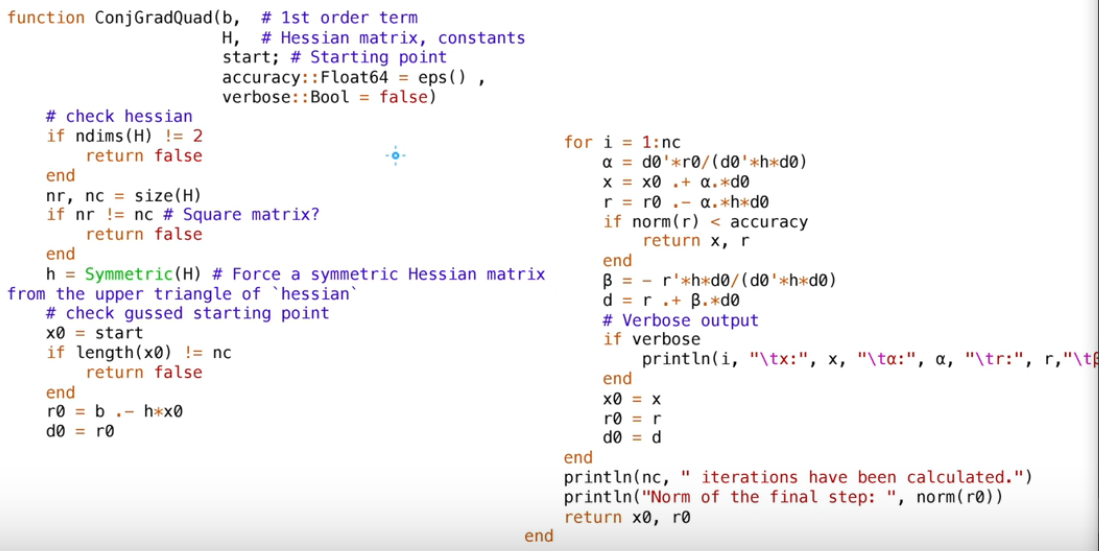 function ConjGradQuad(b,  # 1st order term
                      H,  # Hessian matrix, constants
                      start; # Starting point
                      accuracy::Float64 = eps() ,
                      verbose::Bool = false)
    # check hessian
    if ndims(H) != 2
        return false
    end
    nr, nc = size(H)
    if nr != nc # Square matrix?
        return false
    end
    h = Symmetric(H) # Force a symmetric Hessian matrix
from the upper triangle of `hessian`
    # check gussed starting point
    x0 = start
    if length(x0) != nc
        return false
    end
    r0 = b .- h*x0
    d0 = r0
    for i = 1:nc
        α = d0'*r0/(d0'*h*d0)
        x = x0 .+ α.*d0
        r = r0 .- α.*h*d0
        if norm(r) < accuracy
            return x, r
        end
        β = - r'*h*d0/(d0'*h*d0)
        d = r .+ β.*d0
        # Verbose output
        if verbose
            println(i, "\tx:", x, "\tα:", α, "\tr:", r,"\t
        end
        x0 = x
        r0 = r
        d0 = d
    end
    println(nc, " iterations have been calculated.")
    println("Norm of the final step: ", norm(r0))
    return x0, r0
end